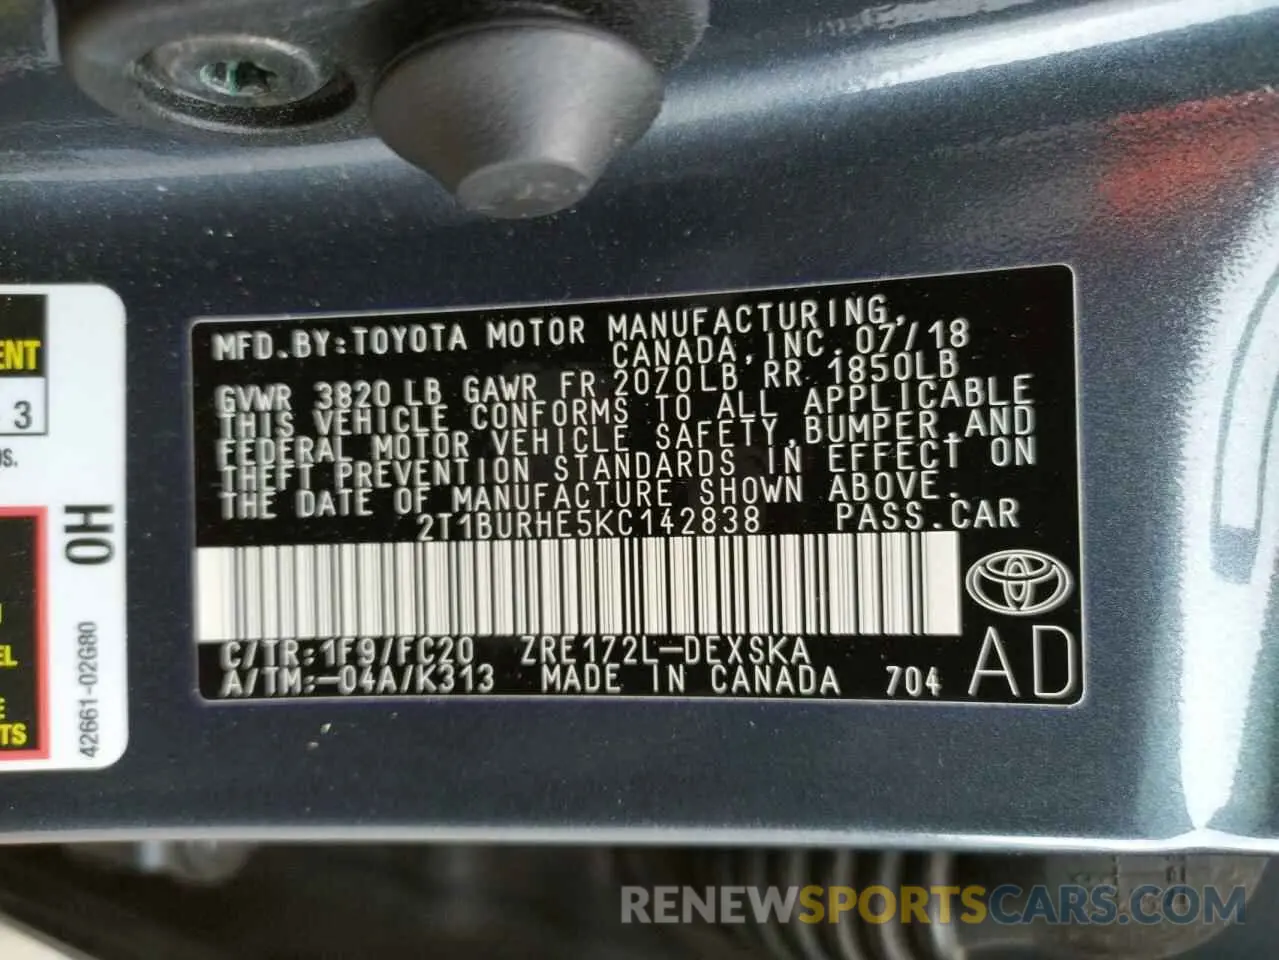 MFD.BY:TOYOTA MOTOR MANUFACTURING,
CANADA,INC. 07/18
GVWR 3820 LB GAWR FR 2070LB RR 1850LB
THIS VEHICLE CONFORMS TO ALL APPLICABLE
FEDERAL MOTOR VEHICLE SAFETY,BUMPER,AND
THEFT PREVENTION STANDARDS IN EFFECT ON
THE DATE OF MANUFACTURE SHOWN ABOVE.
2T1BURHE5KC142838 PASS.CAR
C/TR:1F9/FC20 ZRE172L-DEXSKA
A/TM:-04A/K313 MADE IN CANADA 704
AD
3
0H
42661-02G80
RENEWSPORTSCARS.COM